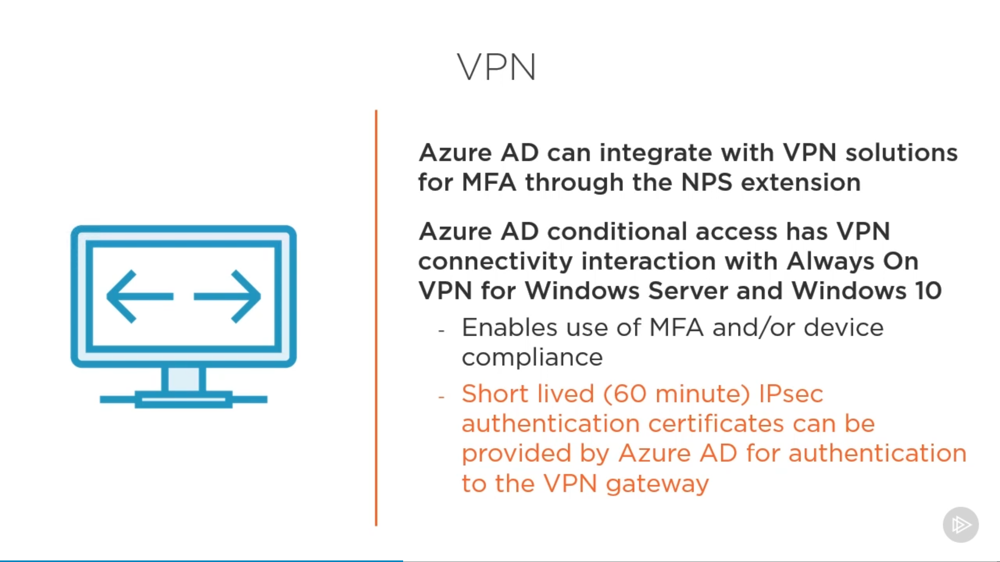 VPN
Azure AD can integrate with VPN solutions
for MFA through the NPS extension
Azure AD conditional access has VPN
connectivity interaction with Always On
VPN for Windows Server and Windows 10
- Enables use of MFA and/or device
compliance
- Short lived (60 minute) IPsec
authentication certificates can be
provided by Azure AD for authentication
to the VPN gateway